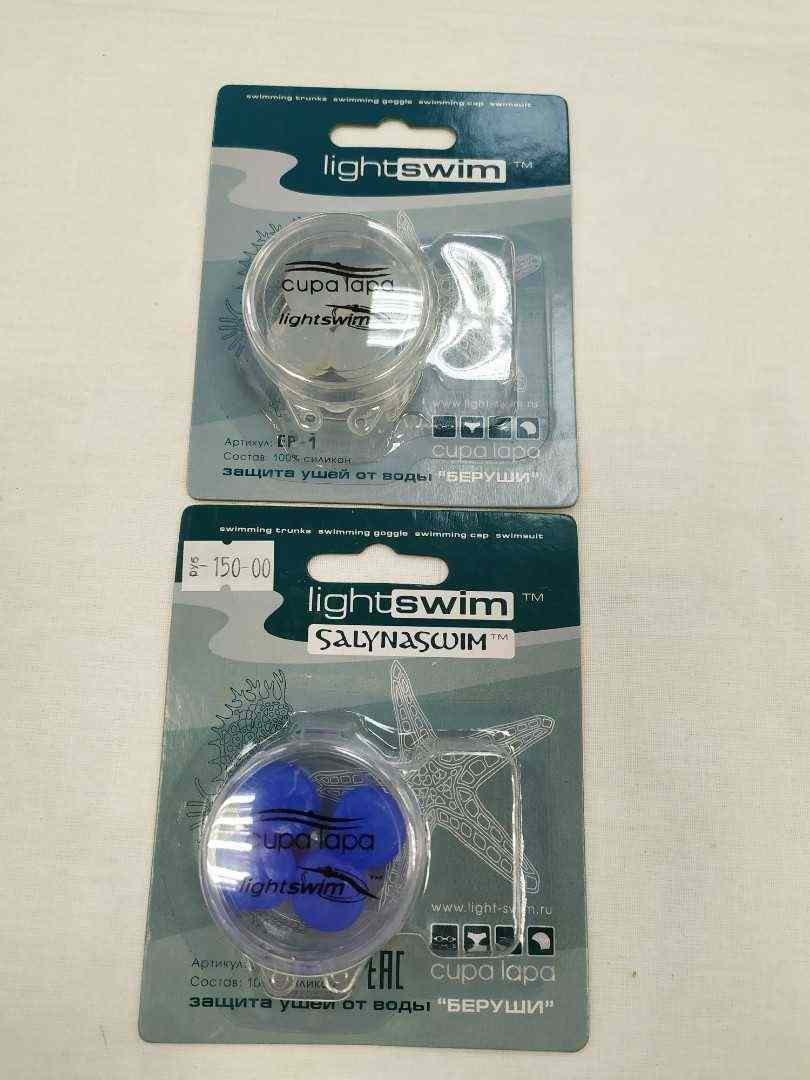 swimming trunks swimming goggle swimming cap swimsuit
lightswim™
cupa lapa
lightswim
www.light-swim.ru
Артикул: EP-1
Состав: 100% силикон
cupa lapa
защита ушей от воды "БЕРУШИ"
swimming trunks swimming goggle swimming cap swimsuit
руб 150-00
lightswim™
SALYNASWIM™
cupa lapa
lightswim™
www.light-swim.ru
Артикул:
EAC
cupa lapa
Состав: силикон
защита ушей от воды "БЕРУШИ"